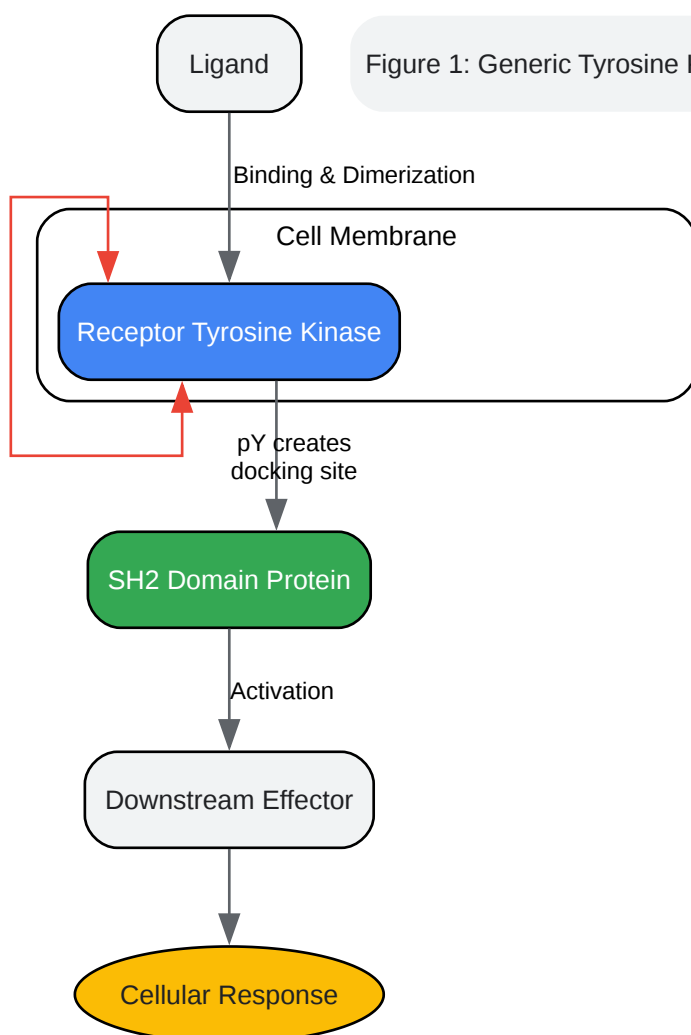 Ligand
Figure 1: Generic Tyrosine
Binding & Dimerization
Cell Membrane
Receptor Tyrosine Kinase
pY creates
docking site
SH2 Domain Protein
Activation
Downstream Effector
Cellular Response